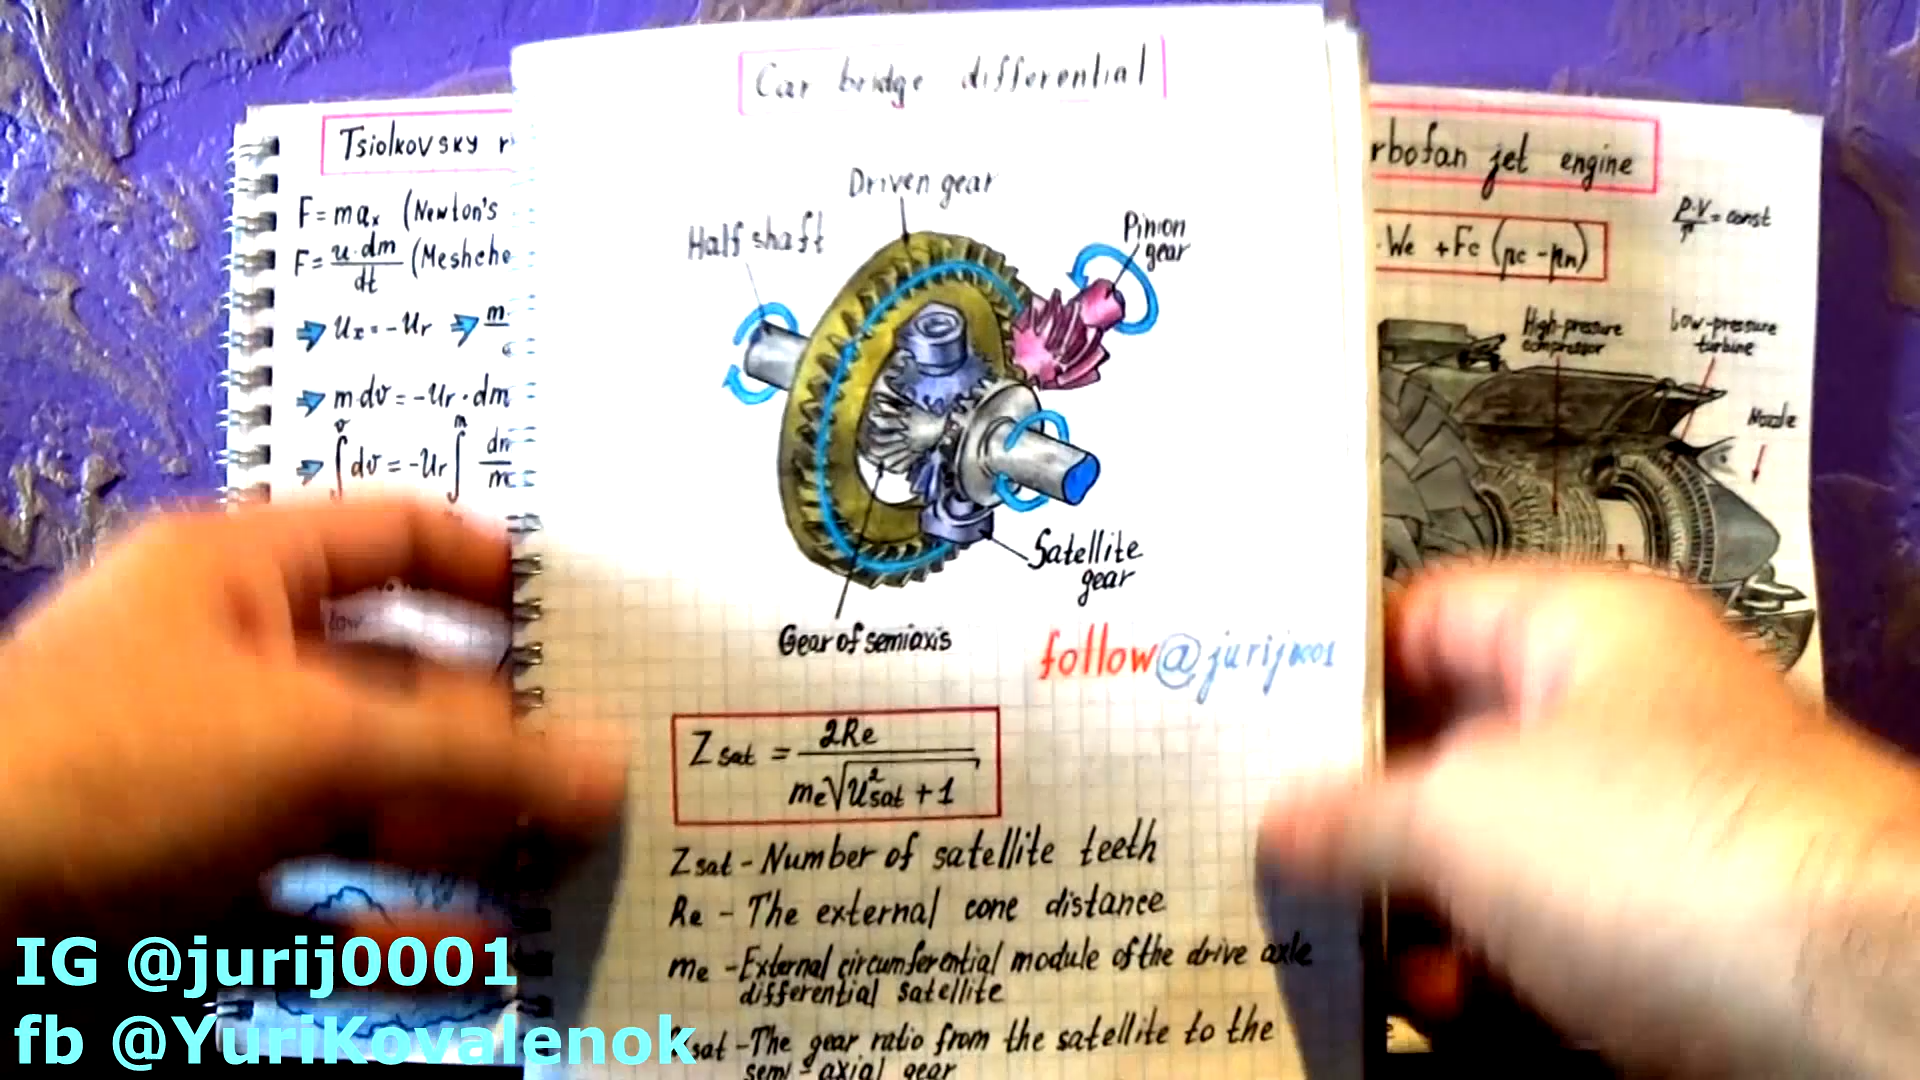 Car bridge differential
Driven gear
Half shaft
Pinion
gear
Satellite
gear
Gear of semiaxis
follow@jurij0001
Zsat = 2Re
me√U²sat + 1
Zsat - Number of satellite teeth
Re - The external cone distance
me - External circumferential module of the drive axle
differential satellite
sat - The gear ratio from the satellite to the
semi-axial gear
Tsiolkovsky
F = max (Newton's
F = u·dm
dt
(Meshche
Ux = -Ur
m
m dv = -Ur · dm
∫dv = -Ur∫
v
m
rbofan jet engine
P·V
= const
·We + Fc (pc - pn)
High-pressure
compressor
Low-pressure
turbine
Nozzle
low
IG @jurij0001
fb @YuriKovalenok